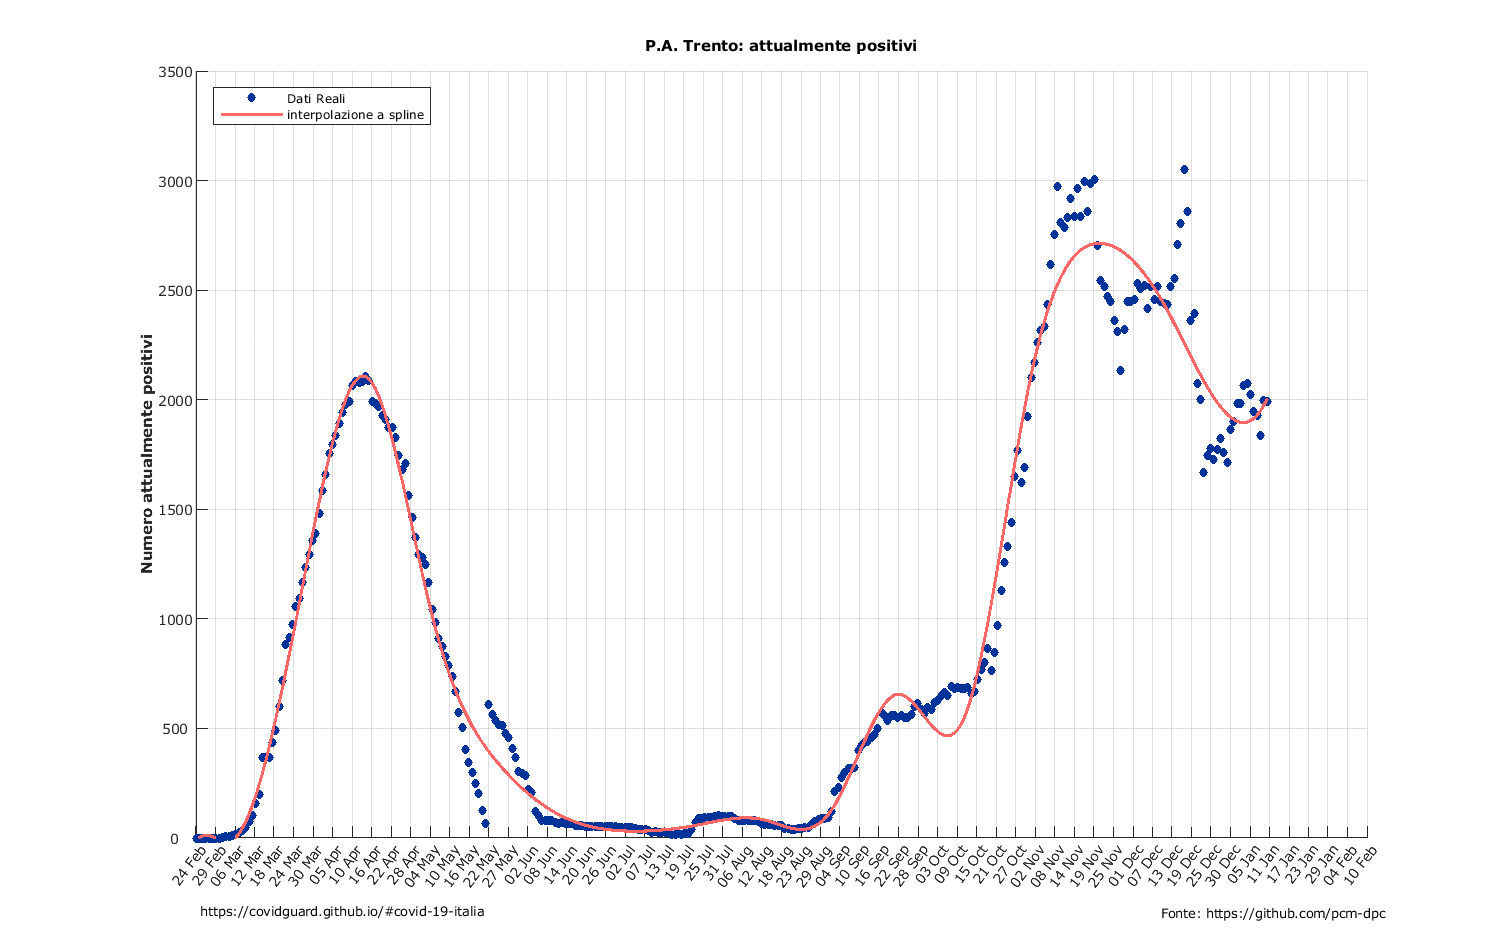 P.A. Trento: attualmente positivi
3500
Dati Reali
interpolazione a spline
3000
2500
2000
1500
1000
500
0
Numero attualmente positivi
24 Feb
29 Feb
06 Mar
12 Mar
18 Mar
24 Mar
30 Mar
05 Apr
10 Apr
16 Apr
22 Apr
28 Apr
04 May
10 May
16 May
22 May
27 May
02 Jun
08 Jun
14 Jun
20 Jun
26 Jun
02 Jul
07 Jul
13 Jul
19 Jul
25 Jul
31 Jul
06 Aug
12 Aug
18 Aug
23 Aug
29 Aug
04 Sep
10 Sep
16 Sep
22 Sep
28 Sep
03 Oct
09 Oct
15 Oct
21 Oct
27 Oct
02 Nov
08 Nov
14 Nov
19 Nov
25 Nov
01 Dec
07 Dec
13 Dec
19 Dec
25 Dec
30 Dec
05 Jan
11 Jan
17 Jan
23 Jan
29 Jan
04 Feb
10 Feb
https://covidguard.github.io/#covid-19-italia
Fonte: https://github.com/pcm-dpc